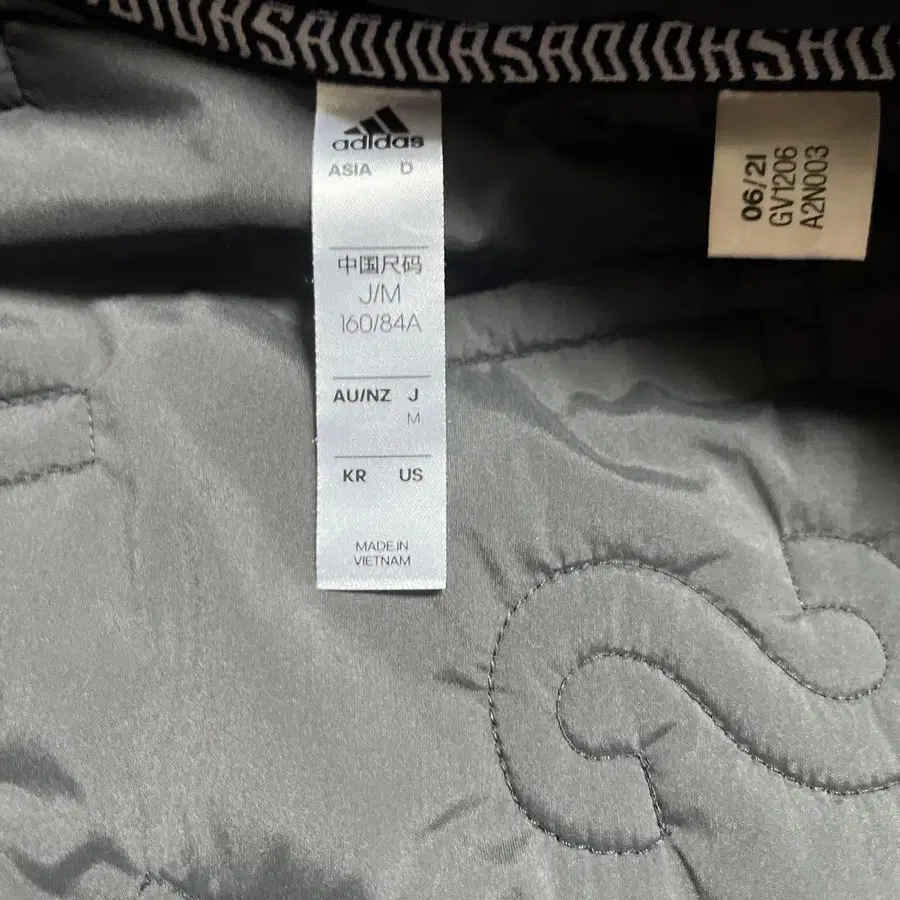 ADIDASADIDASADIDASADIDAS
adidas
ASIA D
中国尺码
J/M
160/84A
AU/NZ J
M
KR US
MADE IN
VIETNAM
06/21
GV1206
A2N003